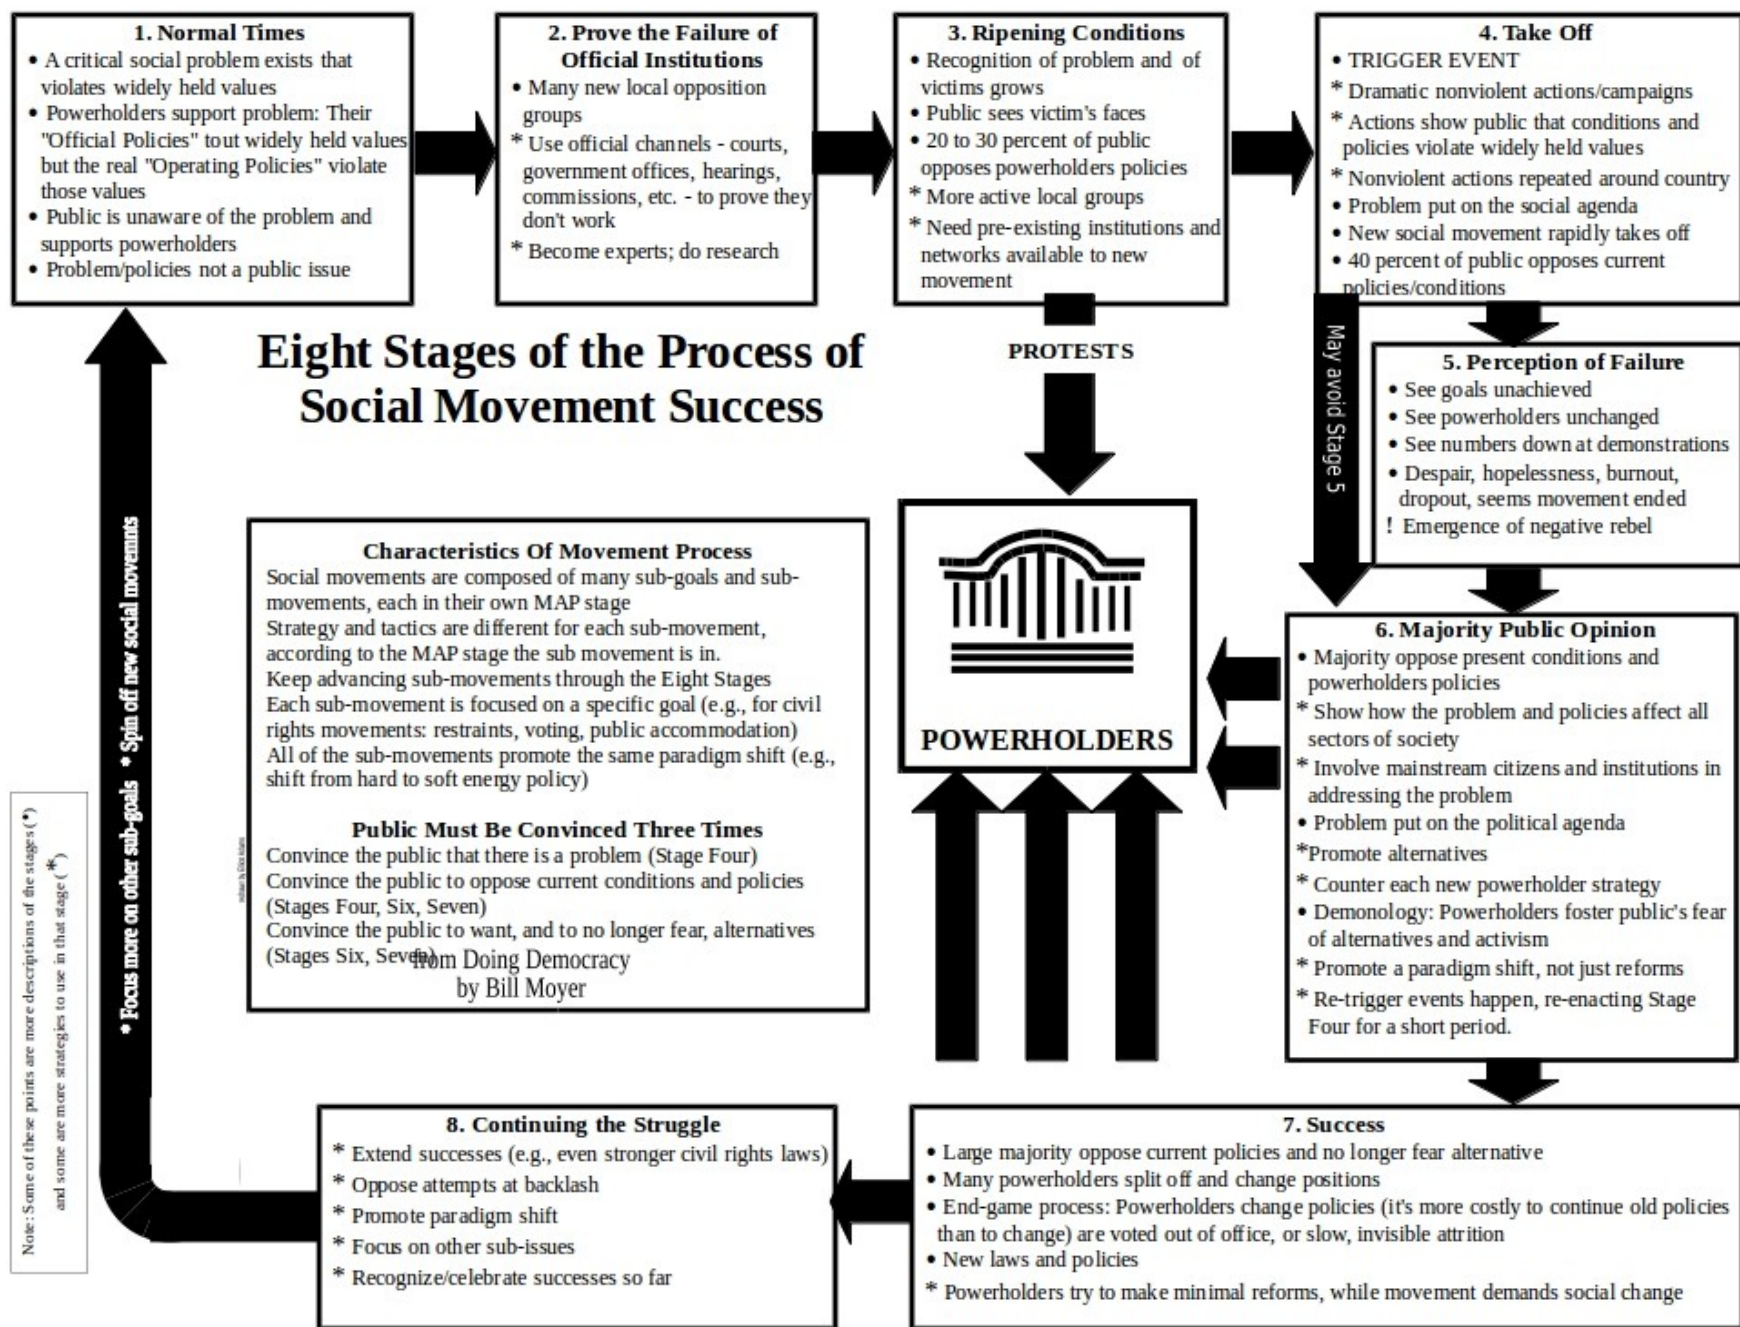 1. Normal Times
• A critical social problem exists that
violates widely held values
• Powerholders support problem: Their
"Official Policies" tout widely held values
but the real "Operating Policies" violate
those values
• Public is unaware of the problem and
supports powerholders
• Problem/policies not a public issue
2. Prove the Failure of
Official Institutions
• Many new local opposition
groups
* Use official channels - courts,
government offices, hearings,
commissions, etc. - to prove they
don't work
* Become experts; do research
3. Ripening Conditions
• Recognition of problem and of
victims grows
• Public sees victim's faces
• 20 to 30 percent of public
opposes powerholders policies
* More active local groups
* Need pre-existing institutions and
networks available to new
movement
4. Take Off
• TRIGGER EVENT
* Dramatic nonviolent actions/campaigns
* Actions show public that conditions and
policies violate widely held values
* Nonviolent actions repeated around country
• Problem put on the social agenda
• New social movement rapidly takes off
• 40 percent of public opposes current
policies/conditions
Eight Stages of the Process of
Social Movement Success
PROTESTS
May avoid Stage 5
5. Perception of Failure
• See goals unachieved
• See powerholders unchanged
• See numbers down at demonstrations
• Despair, hopelessness, burnout,
dropout, seems movement ended
! Emergence of negative rebel
Characteristics Of Movement Process
Social movements are composed of many sub-goals and sub-
movements, each in their own MAP stage
Strategy and tactics are different for each sub-movement,
according to the MAP stage the sub movement is in.
Keep advancing sub-movements through the Eight Stages
Each sub-movement is focused on a specific goal (e.g., for civil
rights movements: restraints, voting, public accommodation)
All of the sub-movements promote the same paradigm shift (e.g.,
shift from hard to soft energy policy)
Public Must Be Convinced Three Times
Convince the public that there is a problem (Stage Four)
Convince the public to oppose current conditions and policies
(Stages Four, Six, Seven)
Convince the public to want, and to no longer fear, alternatives
(Stages Six, Seven)
from Doing Democracy
by Bill Moyer
POWERHOLDERS
6. Majority Public Opinion
• Majority oppose present conditions and
powerholders policies
* Show how the problem and policies affect all
sectors of society
* Involve mainstream citizens and institutions in
addressing the problem
• Problem put on the political agenda
*Promote alternatives
* Counter each new powerholder strategy
• Demonology: Powerholders foster public's fear
of alternatives and activism
* Promote a paradigm shift, not just reforms
* Re-trigger events happen, re-enacting Stage
Four for a short period.
7. Success
• Large majority oppose current policies and no longer fear alternative
• Many powerholders split off and change positions
• End-game process: Powerholders change policies (it's more costly to continue old policies
than to change) are voted out of office, or slow, invisible attrition
• New laws and policies
* Powerholders try to make minimal reforms, while movement demands social change
8. Continuing the Struggle
* Extend successes (e.g., even stronger civil rights laws)
* Oppose attempts at backlash
* Promote paradigm shift
* Focus on other sub-issues
* Recognize/celebrate successes so far
* Focus more on other sub-goals * Spin off new social movemnts
Note: Some of these points are more descriptions of the stages (•)
and some are more strategies to use in that stage (*)